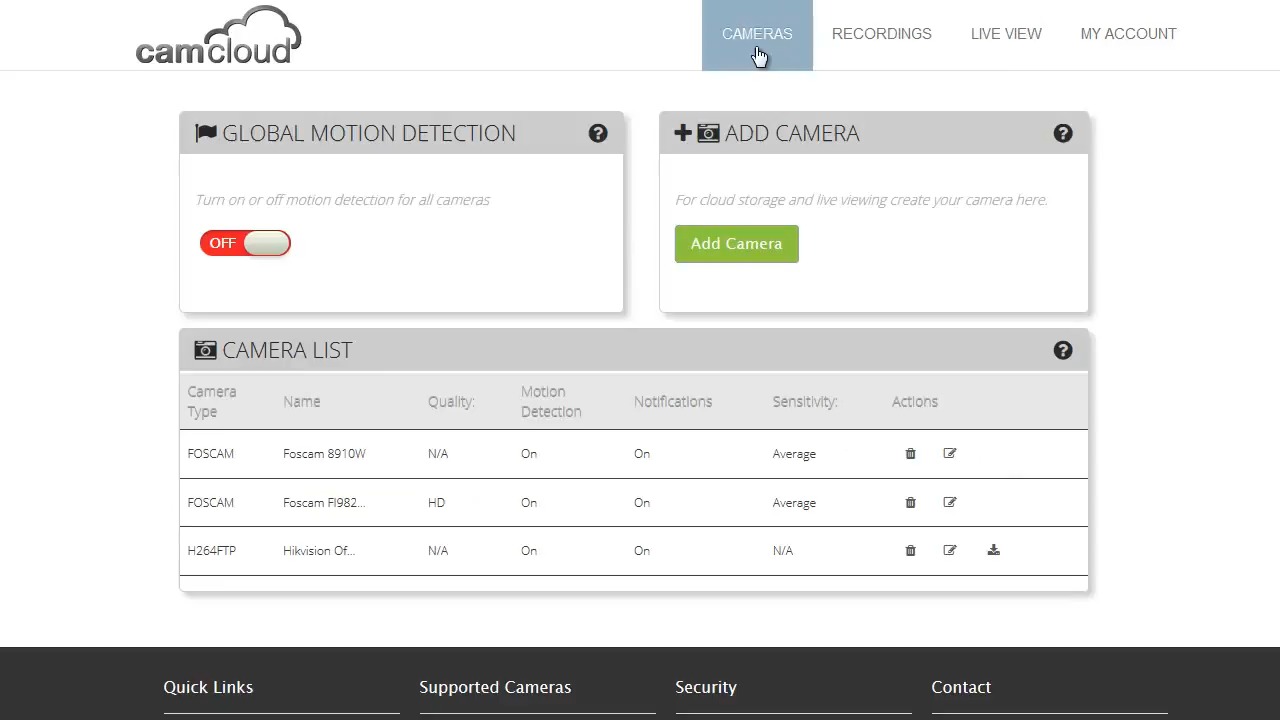 camcloud
CAMERAS RECORDINGS LIVE VIEW MY ACCOUNT
GLOBAL MOTION DETECTION
Turn on or off motion detection for all cameras
OFF
ADD CAMERA
For cloud storage and live viewing create your camera here.
Add Camera
CAMERA LIST
Camera Type Name Quality: Motion Detection Notifications Sensitivity: Actions
FOSCAM Foscam 8910W N/A On On Average
FOSCAM Foscam FI982... HD On On Average
H264FTP Hikvision Of... N/A On On N/A
Quick Links Supported Cameras Security Contact